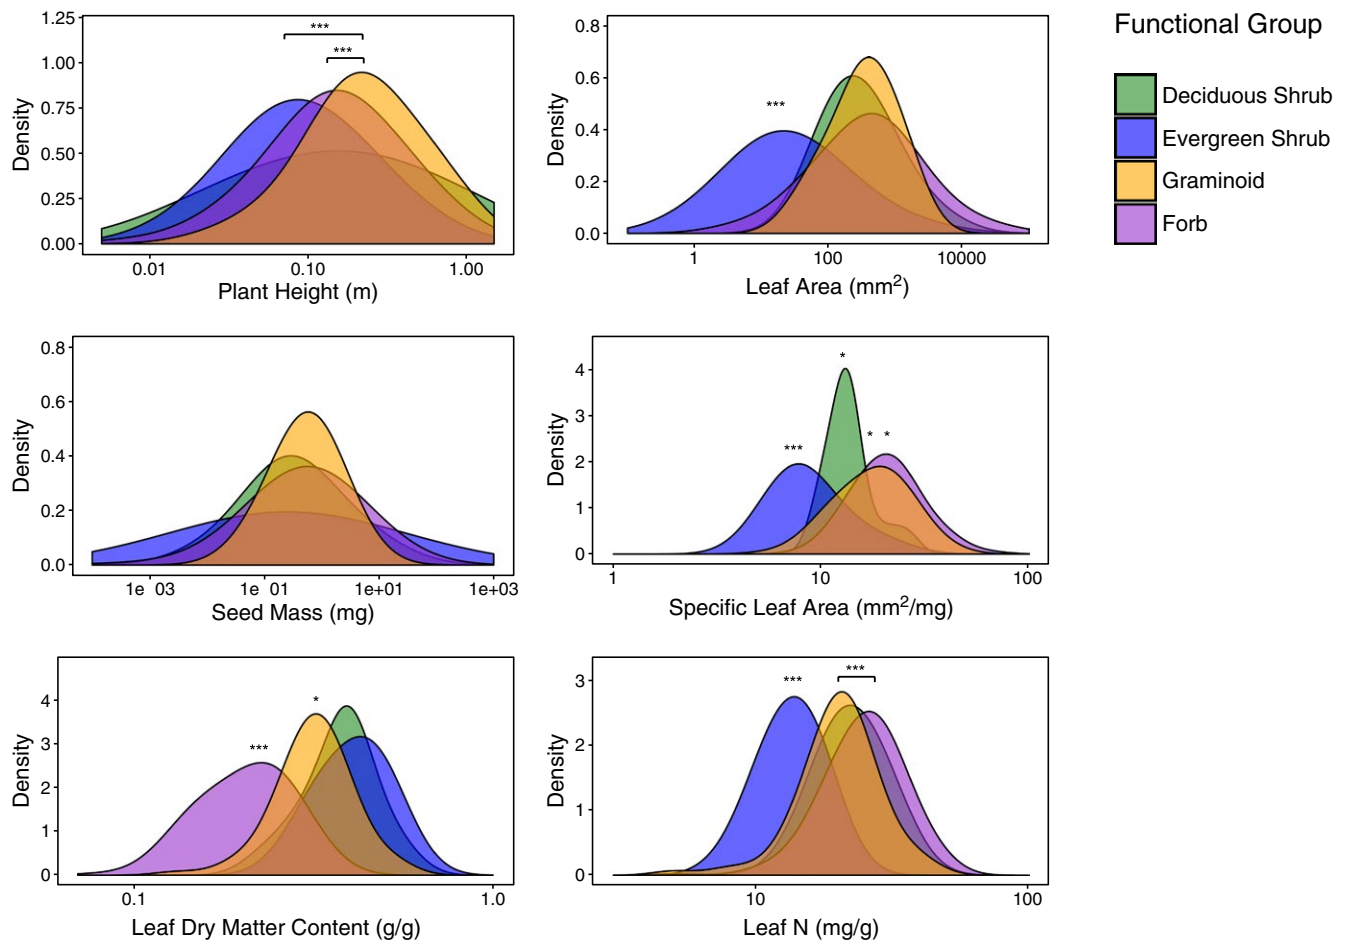 Functional Group
Deciduous Shrub
Evergreen Shrub
Graminoid
Forb
1.25
1.00
0.75
0.50
0.25
0.00
Density
***
***
0.01 0.10 1.00
Plant Height (m)
0.8
0.6
0.4
0.2
0.0
Density
***
1 100 10000
Leaf Area (mm²)
0.8
0.6
0.4
0.2
0.0
Density
1e 03 1e 01 1e+01 1e+03
Seed Mass (mg)
4
3
2
1
0
Density
*
***
* *
1 10 100
Specific Leaf Area (mm²/mg)
4
3
2
1
0
Density
*
***
0.1 1.0
Leaf Dry Matter Content (g/g)
3
2
1
0
Density
*** ***
10 100
Leaf N (mg/g)